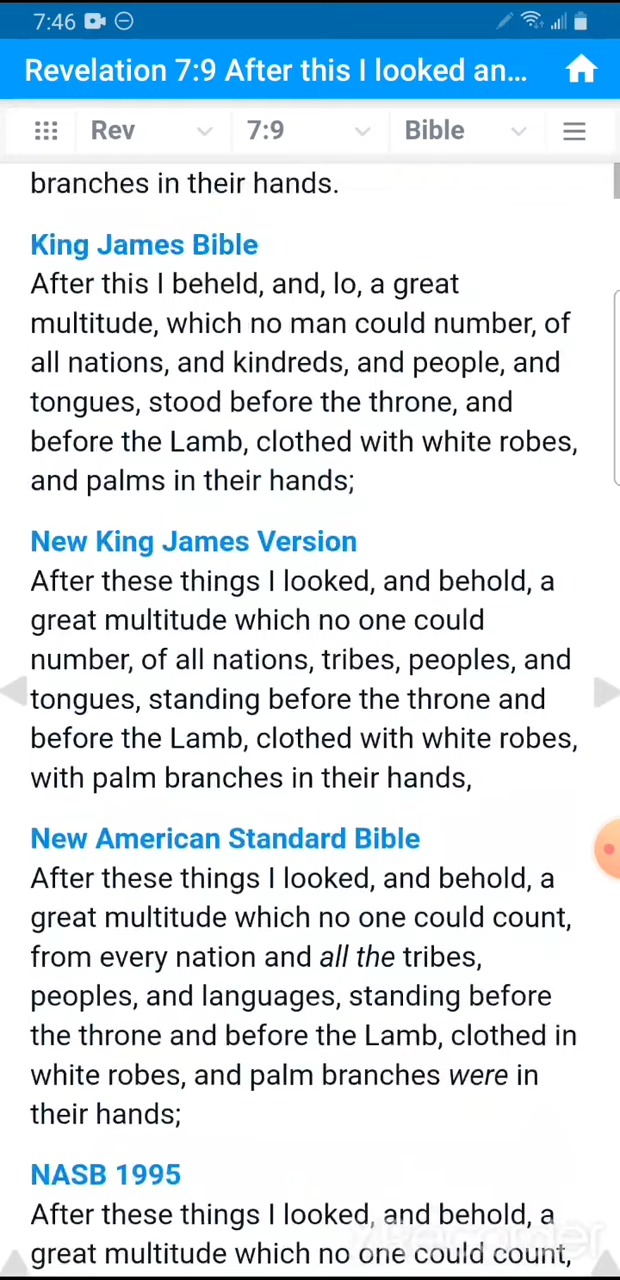 7:46
Revelation 7:9 After this I looked an...
Rev 7:9 Bible
branches in their hands.
King James Bible
After this I beheld, and, lo, a great
multitude, which no man could number, of
all nations, and kindreds, and people, and
tongues, stood before the throne, and
before the Lamb, clothed with white robes,
and palms in their hands;
New King James Version
After these things I looked, and behold, a
great multitude which no one could
number, of all nations, tribes, peoples, and
tongues, standing before the throne and
before the Lamb, clothed with white robes,
with palm branches in their hands,
New American Standard Bible
After these things I looked, and behold, a
great multitude which no one could count,
from every nation and all the tribes,
peoples, and languages, standing before
the throne and before the Lamb, clothed in
white robes, and palm branches were in
their hands;
NASB 1995
After these things I looked, and behold, a
great multitude which no one could count,